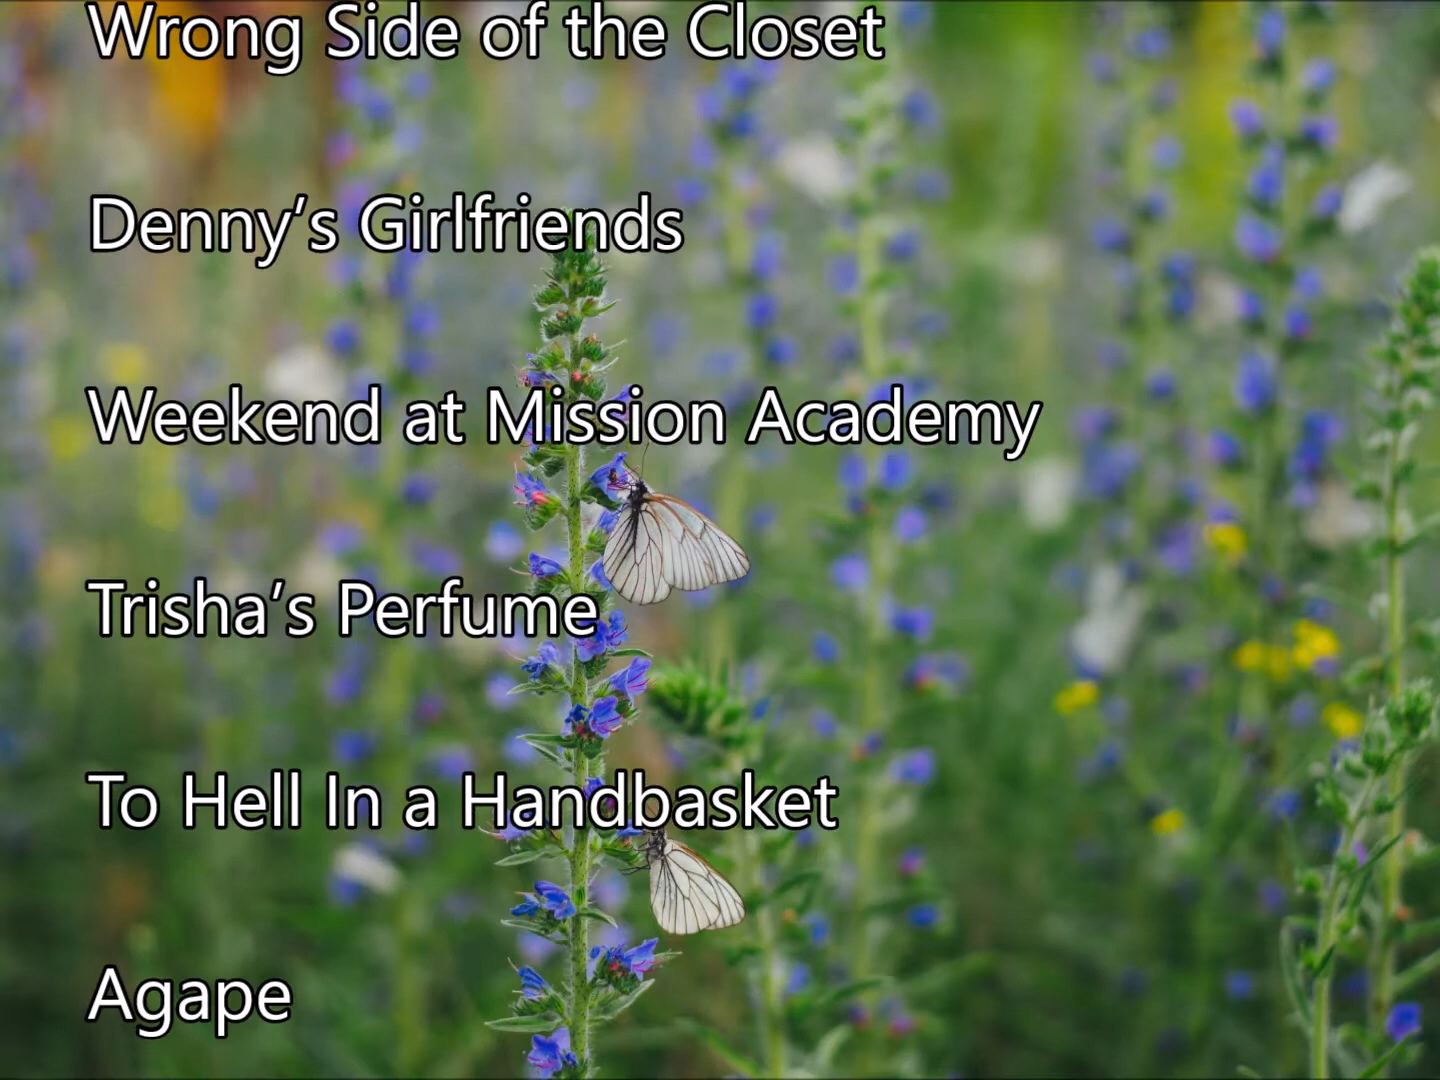 Wrong Side of the Closet
Denny’s Girlfriends
Weekend at Mission Academy
Trisha’s Perfume
To Hell In a Handbasket
Agape